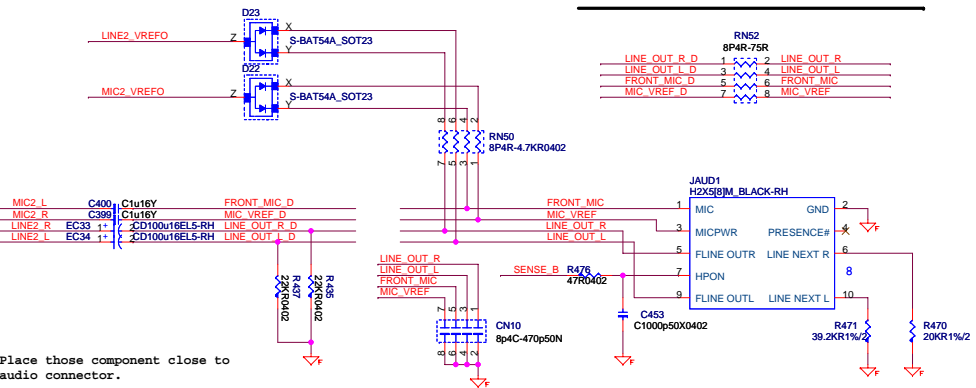 D23
LINE2_VREFO
Z
X
Y
S-BAT54A_SOT23
D22
MIC2_VREFO
Z
X
Y
S-BAT54A_SOT23
RN52
8P4R-75R
LINE_OUT_R_D 1 2 LINE_OUT_R
LINE_OUT_L_D 3 4 LINE_OUT_L
FRONT_MIC_D 5 6 FRONT_MIC
MIC_VREF_D 7 8 MIC_VREF
8 6 4 2
RN50
8P4R-4.7KR0402
7 5 3 1
MIC2_L C400 C1u16Y FRONT_MIC_D
MIC2_R C399 C1u16Y MIC_VREF_D
LINE2_R EC33 1+ 2 CD100u16EL5-RH LINE_OUT_R_D
LINE2_L EC34 1+ 2 CD100u16EL5-RH LINE_OUT_L_D
FRONT_MIC
MIC_VREF
LINE_OUT_R
LINE_OUT_L
JAUD1
H2X5[8]M_BLACK-RH
1 MIC GND 2
3 MICPWR PRESENCE# 4
5 FLINE OUTR LINE NEXT R 6
7 HPON 8
9 FLINE OUTL LINE NEXT L 10
R437
22KR0402
R435
22KR0402
F
LINE_OUT_R
LINE_OUT_L
FRONT_MIC
MIC_VREF
7 5 3 1
CN10
8p4C-470p50N
8 6 4 2
F
SENSE_B R476
47R0402
C453
C1000p50X0402
F
F
R471
39.2KR1%/2
F
R470
20KR1%/2
F
Place those component close to
audio connector.